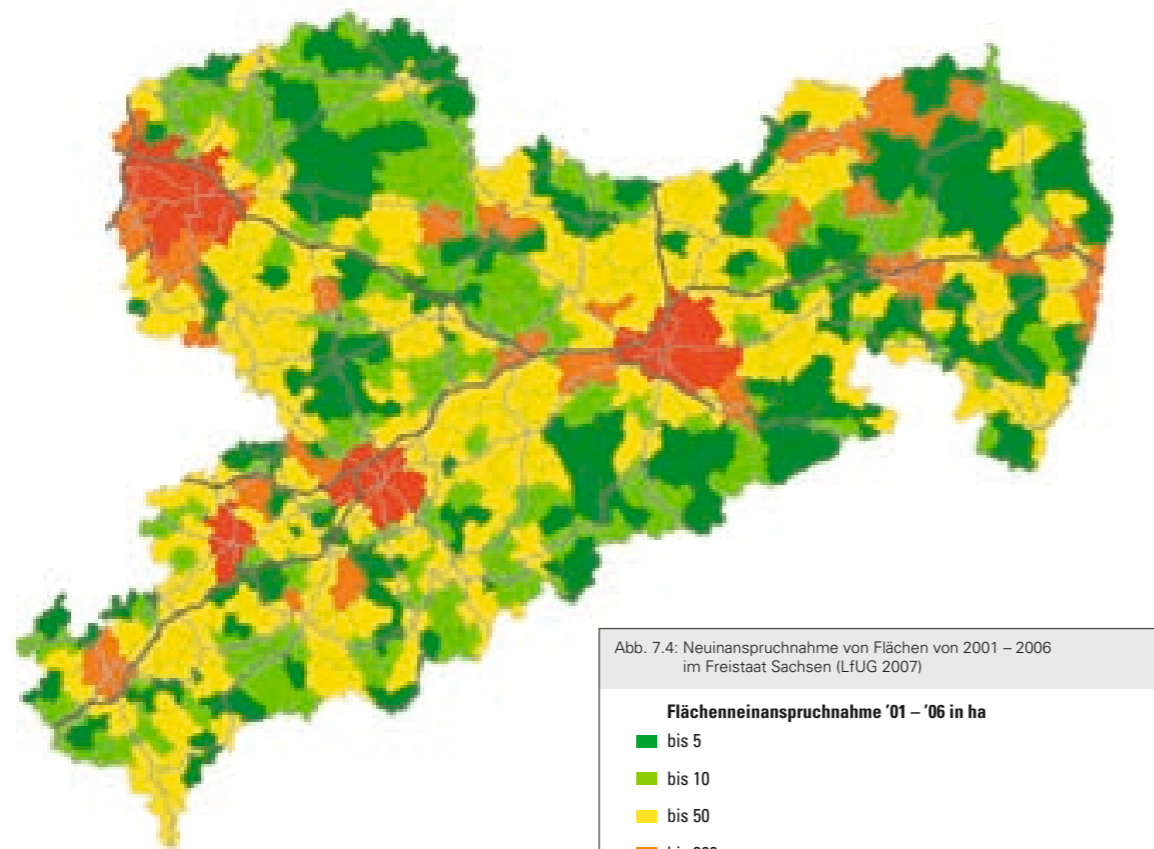 Abb. 7.4: Neuinanspruchnahme von Flächen von 2001 – 2006
im Freistaat Sachsen (LfUG 2007)
Flächenneinanspruchnahme '01 – '06 in ha
bis 5
bis 10
bis 50